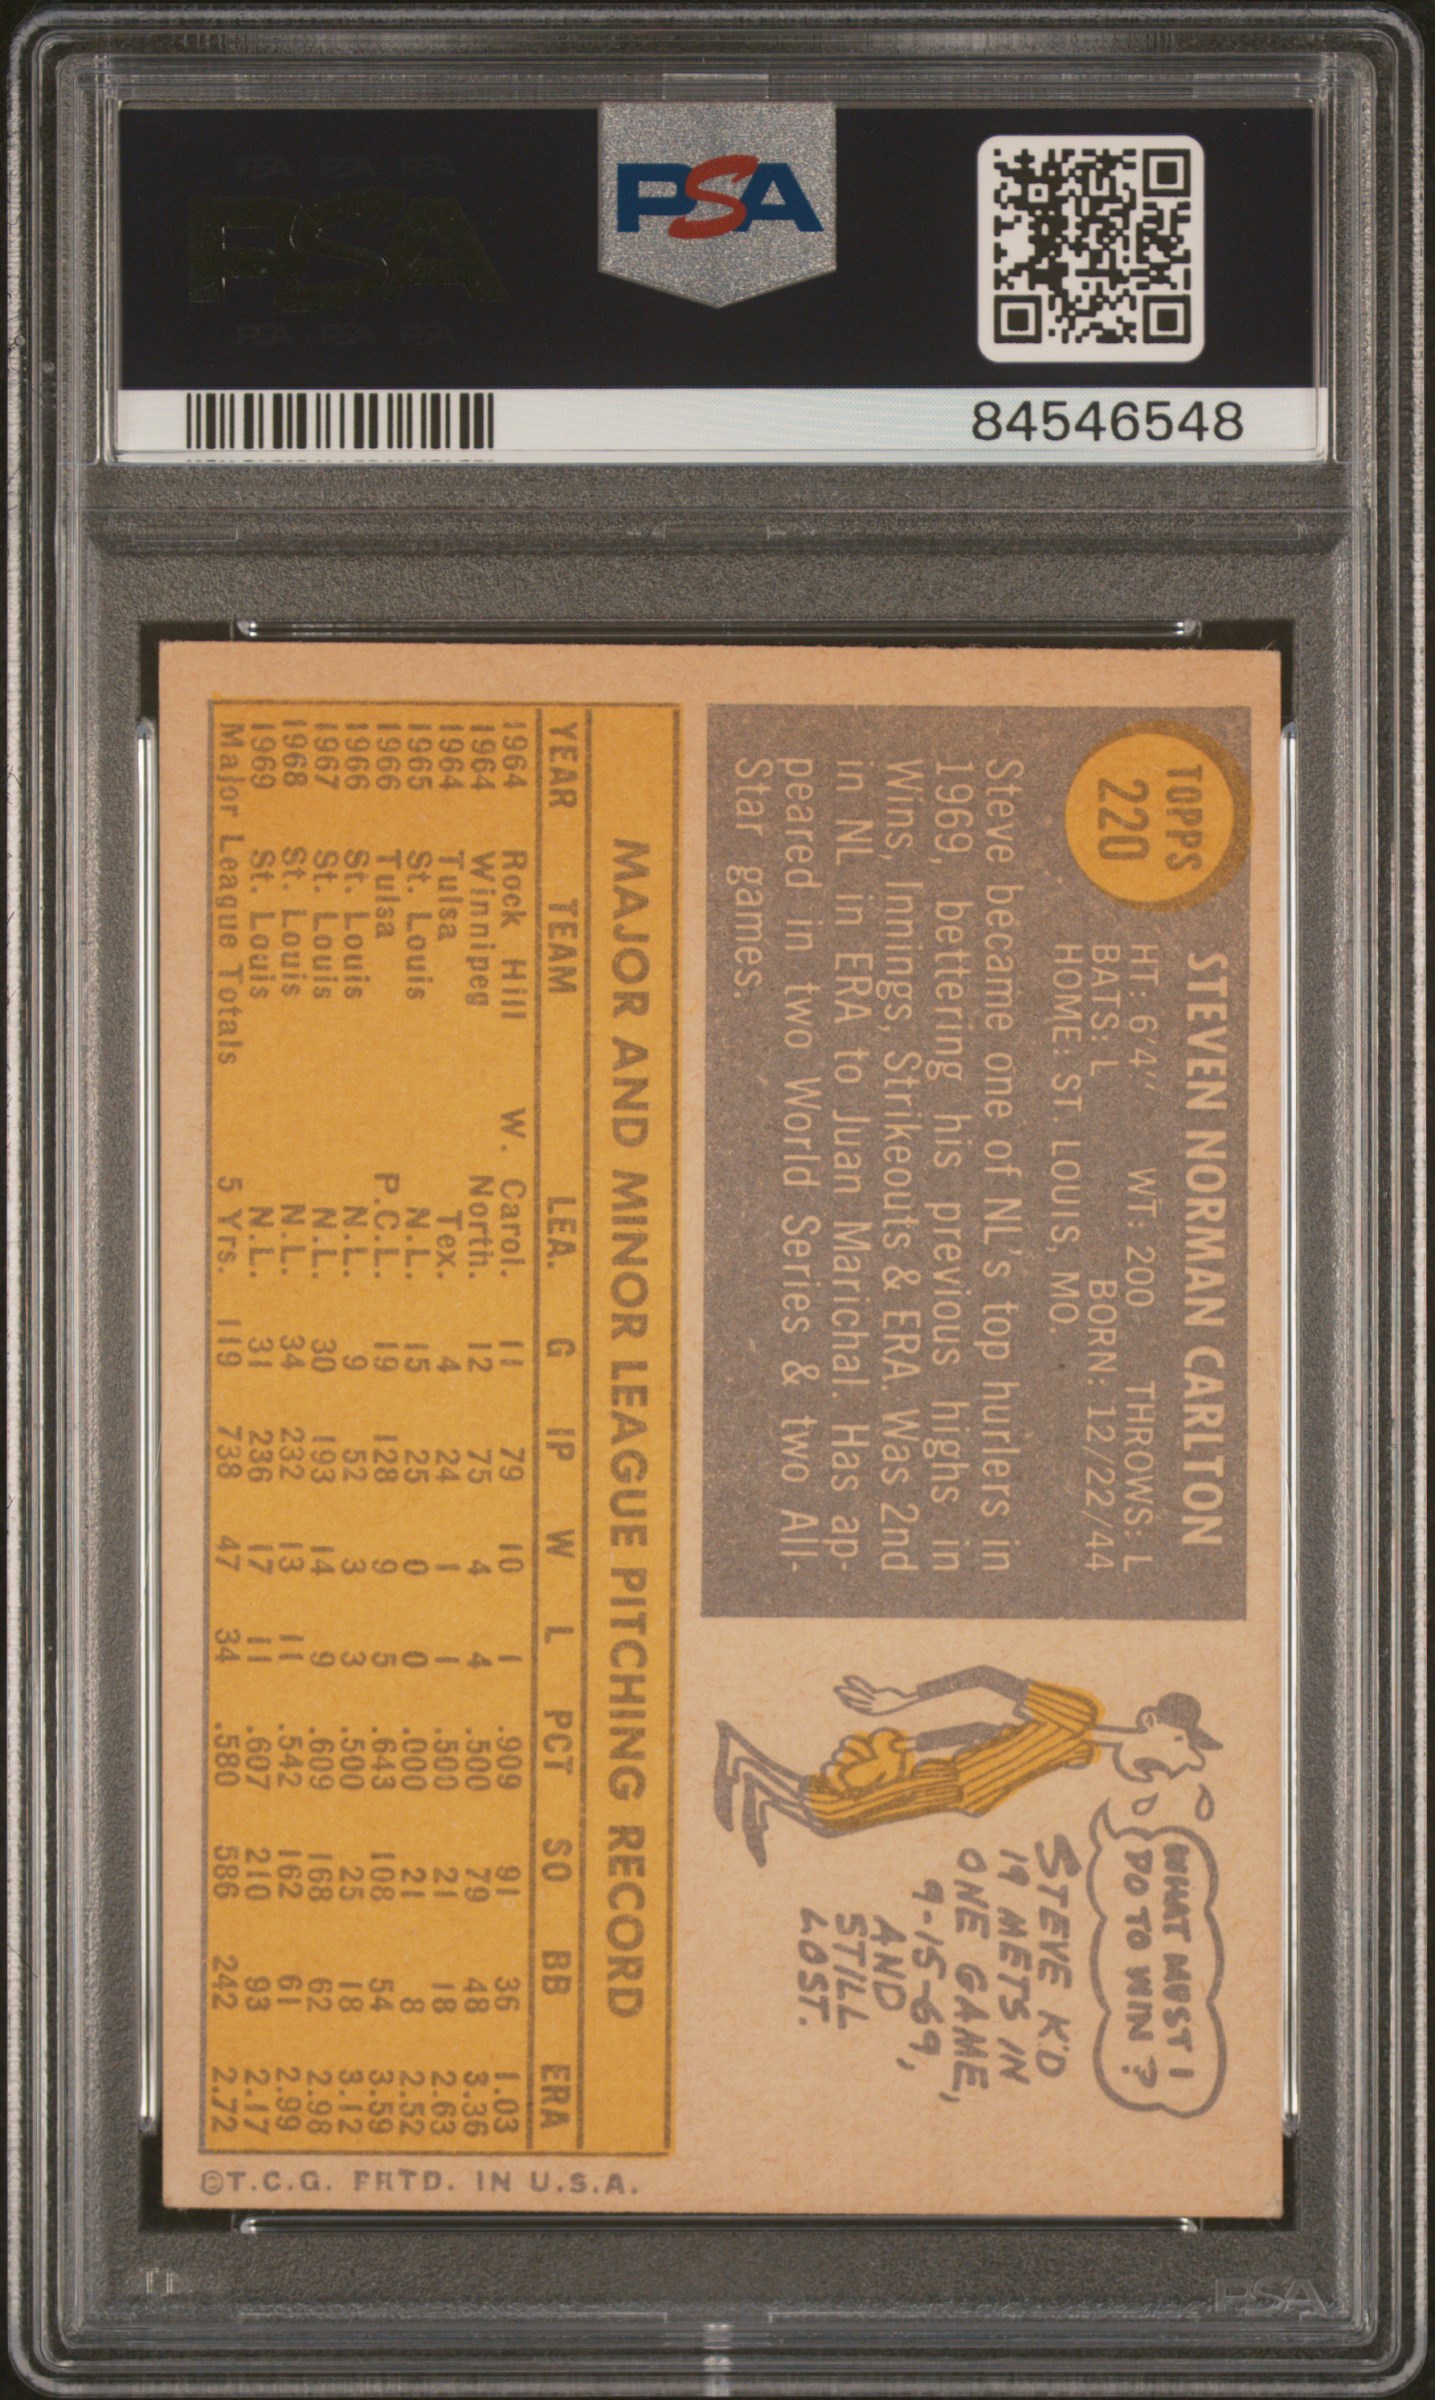 PSA
PSA PSA PSA
PSA
PSA PSA PSA
84546548
TOPPS
220
STEVEN NORMAN CARLTON
HT: 6'4" WT: 200 THROWS: L
BATS: L BORN: 12/22/44
HOME: ST. LOUIS, MO.
Steve became one of NL's top hurlers in
1969, bettering his previous highs in
Wins, Innings, Strikeouts & ERA. Was 2nd
in NL in ERA to Juan Marichal. Has ap-
peared in two World Series & two All-
Star games.
WHAT MUST I
DO TO WIN?
STEVE K'D
19 METS IN
ONE GAME,
9-15-69,
AND
STILL
LOST.
MAJOR AND MINOR LEAGUE PITCHING RECORD
YEAR TEAM LEA. G IP W L PCT SO BB ERA
1964 Rock Hill W. Carol. 11 79 10 1 .909 91 36 1.03
1964 Winnipeg North. 12 75 4 4 .500 79 48 3.36
1964 Tulsa Tex. 4 24 1 1 .500 21 18 2.63
1965 St. Louis N.L. 15 25 0 0 .000 21 8 2.52
1966 Tulsa P.C.L. 19 128 9 5 .643 108 54 3.59
1966 St. Louis N.L. 9 52 3 3 .500 25 18 3.12
1967 St. Louis N.L. 30 193 14 9 .609 168 62 2.98
1968 St. Louis N.L. 34 232 13 11 .542 162 61 2.99
1969 St. Louis N.L. 31 236 17 11 .607 210 93 2.17
Major League Totals 5 Yrs. 119 738 47 34 .580 586 242 2.72
©T.C.G. PRTD. IN U.S.A.
PSA